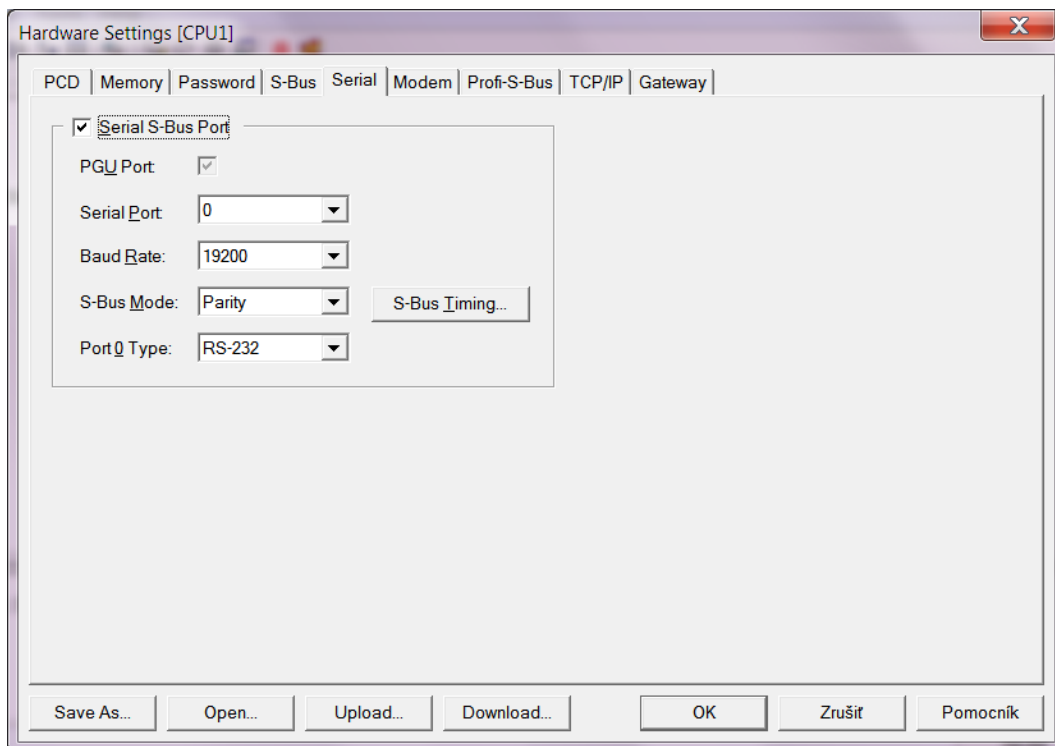 Hardware Settings [CPU1]
PCD Memory Password S-Bus Serial Modem Profi-S-Bus TCP/IP Gateway
Serial S-Bus Port
PGU Port:
Serial Port: 0
Baud Rate: 19200
S-Bus Mode: Parity S-Bus Timing...
Port 0 Type: RS-232
Save As... Open... Upload... Download... OK Zrušiť Pomocník